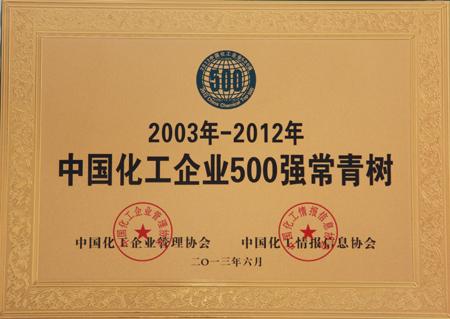 500
2003年-2012年
中国化工企业500强常青树
中国化工企业管理协会 中国化工情报信息协会
二〇一三年六月